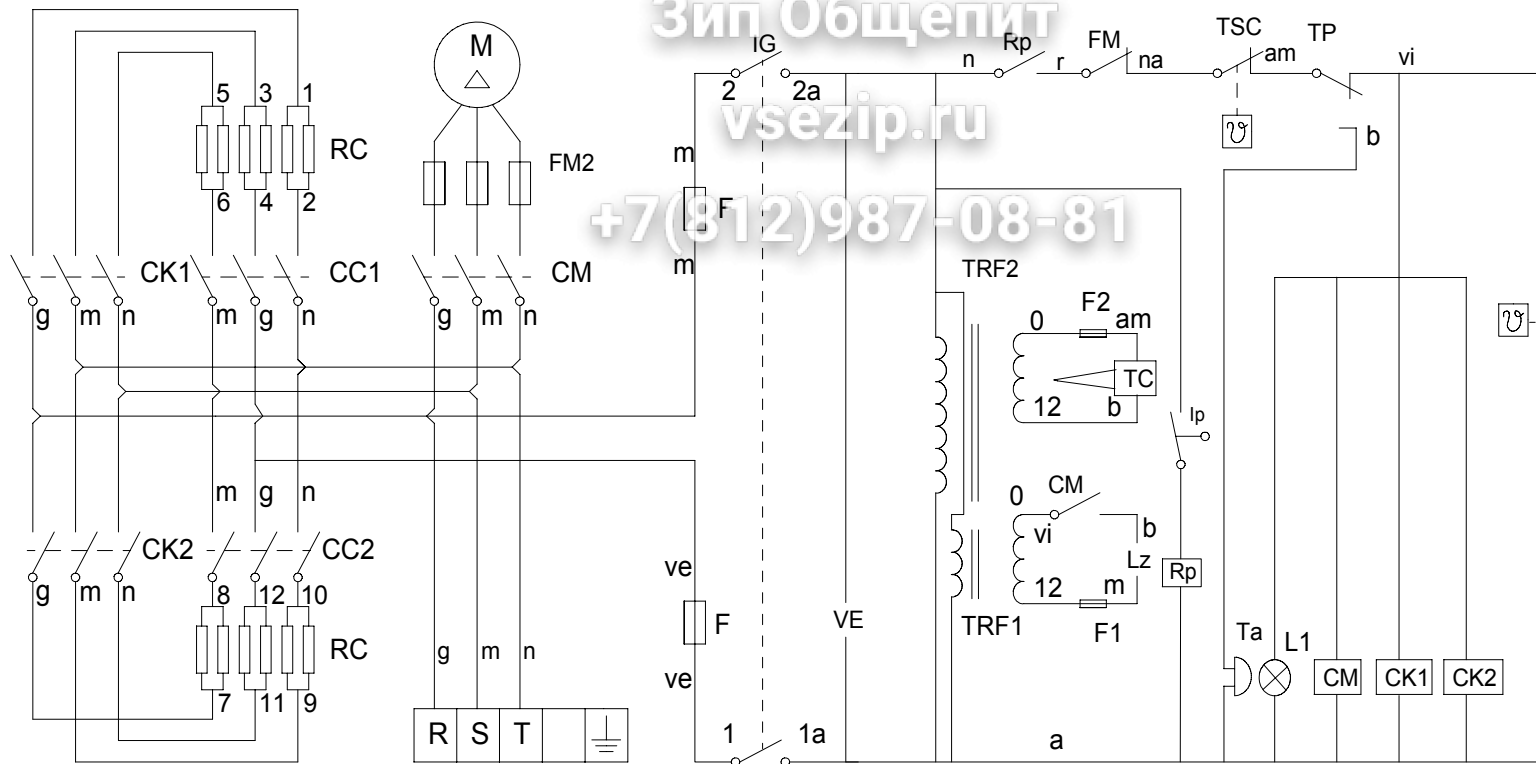 Зип Общепит
vsezip.ru
+7(812)987-08-81
M
5 3 1
RC
6 4 2
FM2
CK1
CC1
CM
g m n m g n
g m n
m g n
CK2
CC2
g m n
8 12 10
RC
7 11 9
g m n
R S T
IG
2 2a
m
F
m
ve
F
ve
1 1a
VE
n Rp r FM na TSC am TP vi
b
TRF2
0 F2 am
TC
12 b
Ip
0 CM
vi b
Lz
12 m
F1
TRF1
Rp
Ta L1
CM CK1 CK2
a